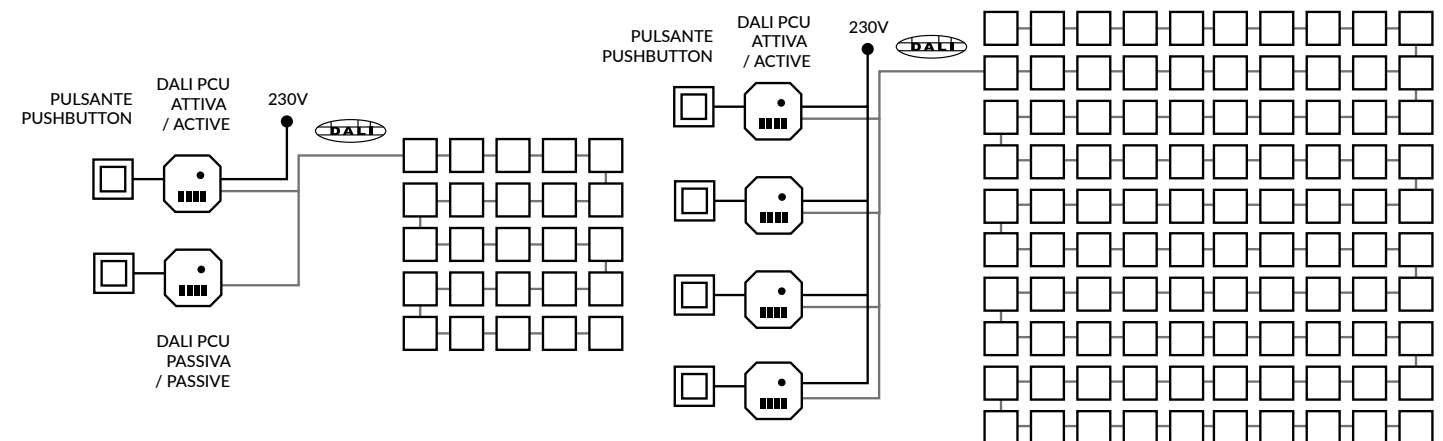 PULSANTE
PUSHBUTTON
DALI PCU
ATTIVA
/ ACTIVE
230V
DALI
DALI PCU
PASSIVA
/ PASSIVE
PULSANTE
PUSHBUTTON
DALI PCU
ATTIVA
/ ACTIVE
230V
DALI